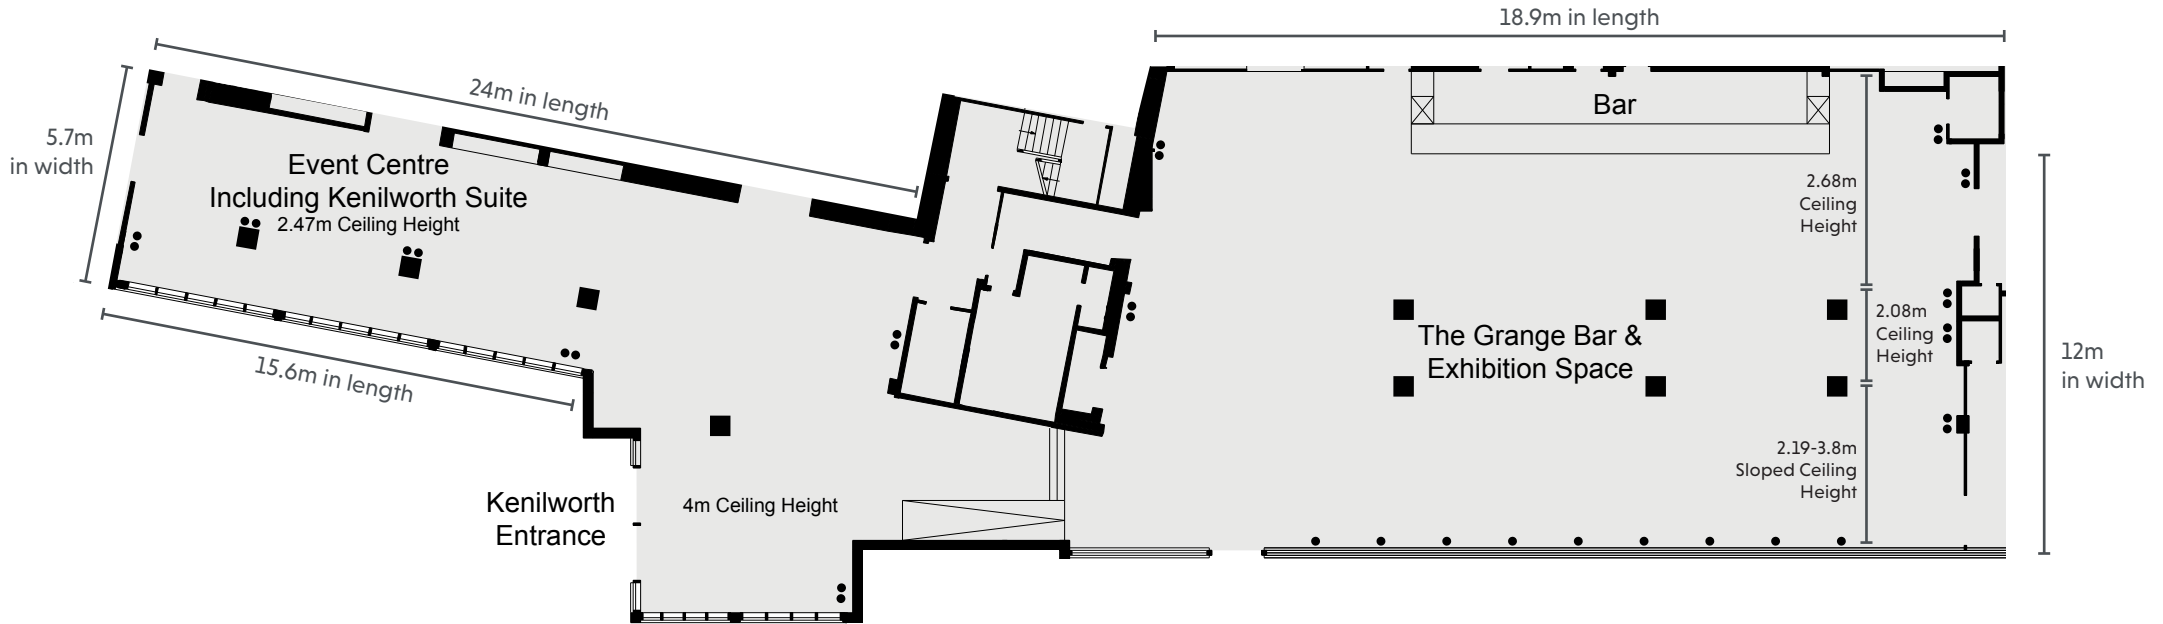 18.9m in length
24m in length
5.7m
in width
Event Centre
Including Kenilworth Suite
2.47m Ceiling Height
15.6m in length
Kenilworth
Entrance
4m Ceiling Height
Bar
2.68m
Ceiling
Height
2.08m
Ceiling
Height
The Grange Bar &
Exhibition Space
2.19-3.8m
Sloped Ceiling
Height
12m
in width